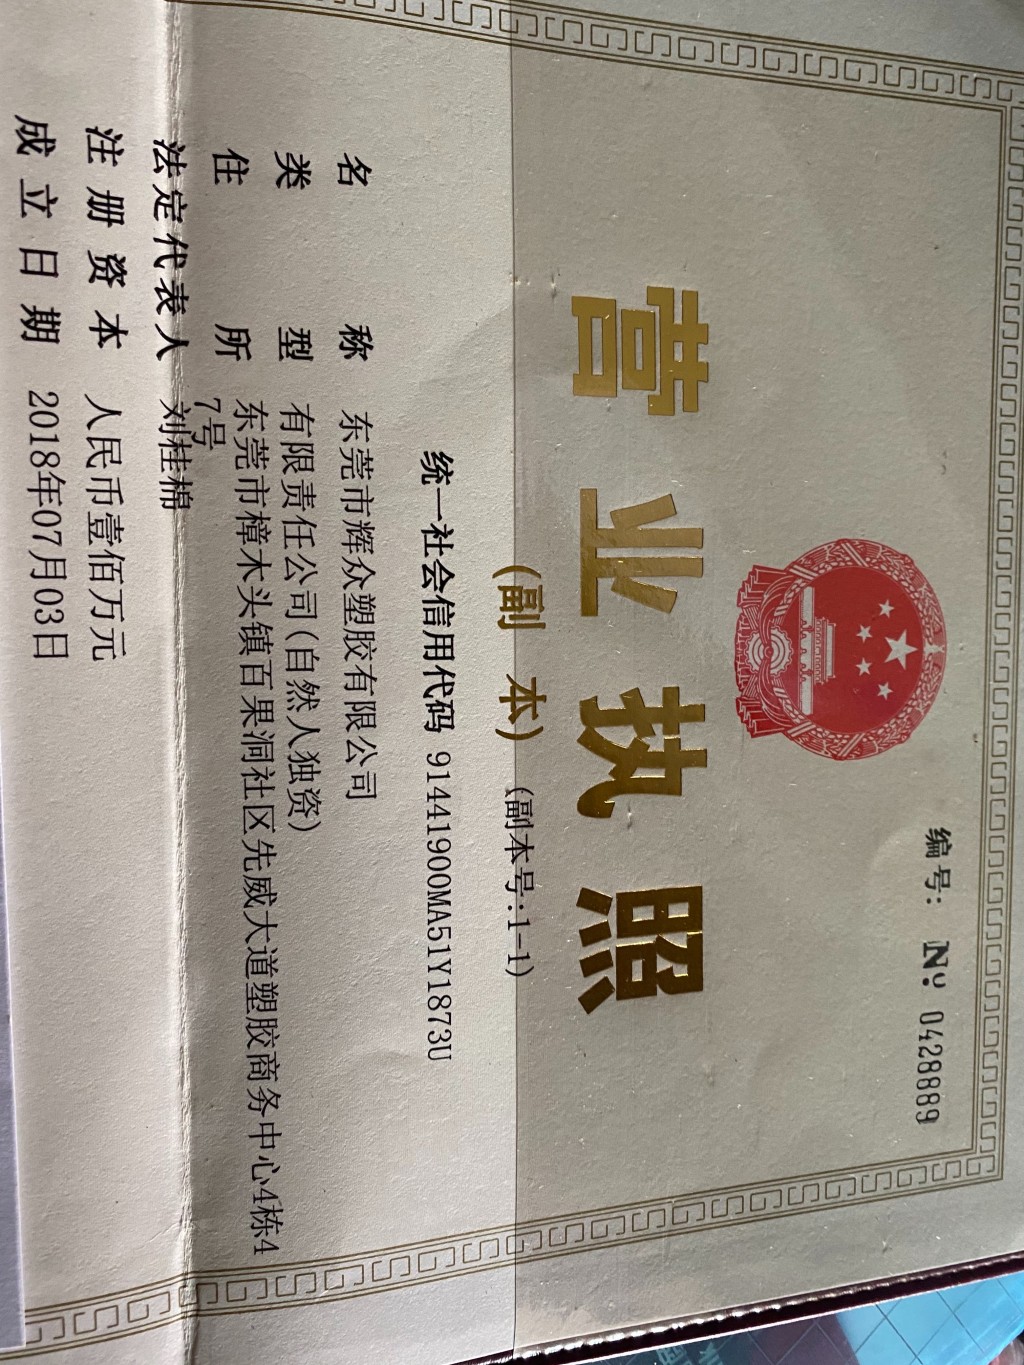 编号: №0428889
营业执照
(副本)(副本号:1-1)
统一社会信用代码 91441900MA51Y1873U
名称 东莞市辉众塑胶有限公司
类型 有限责任公司(自然人独资)
住所 东莞市樟木头镇百果洞社区先威大道塑胶商务中心4栋4
7号
法定代表人 刘桂棉
注册资本 人民币壹佰万元
成立日期 2018年07月03日